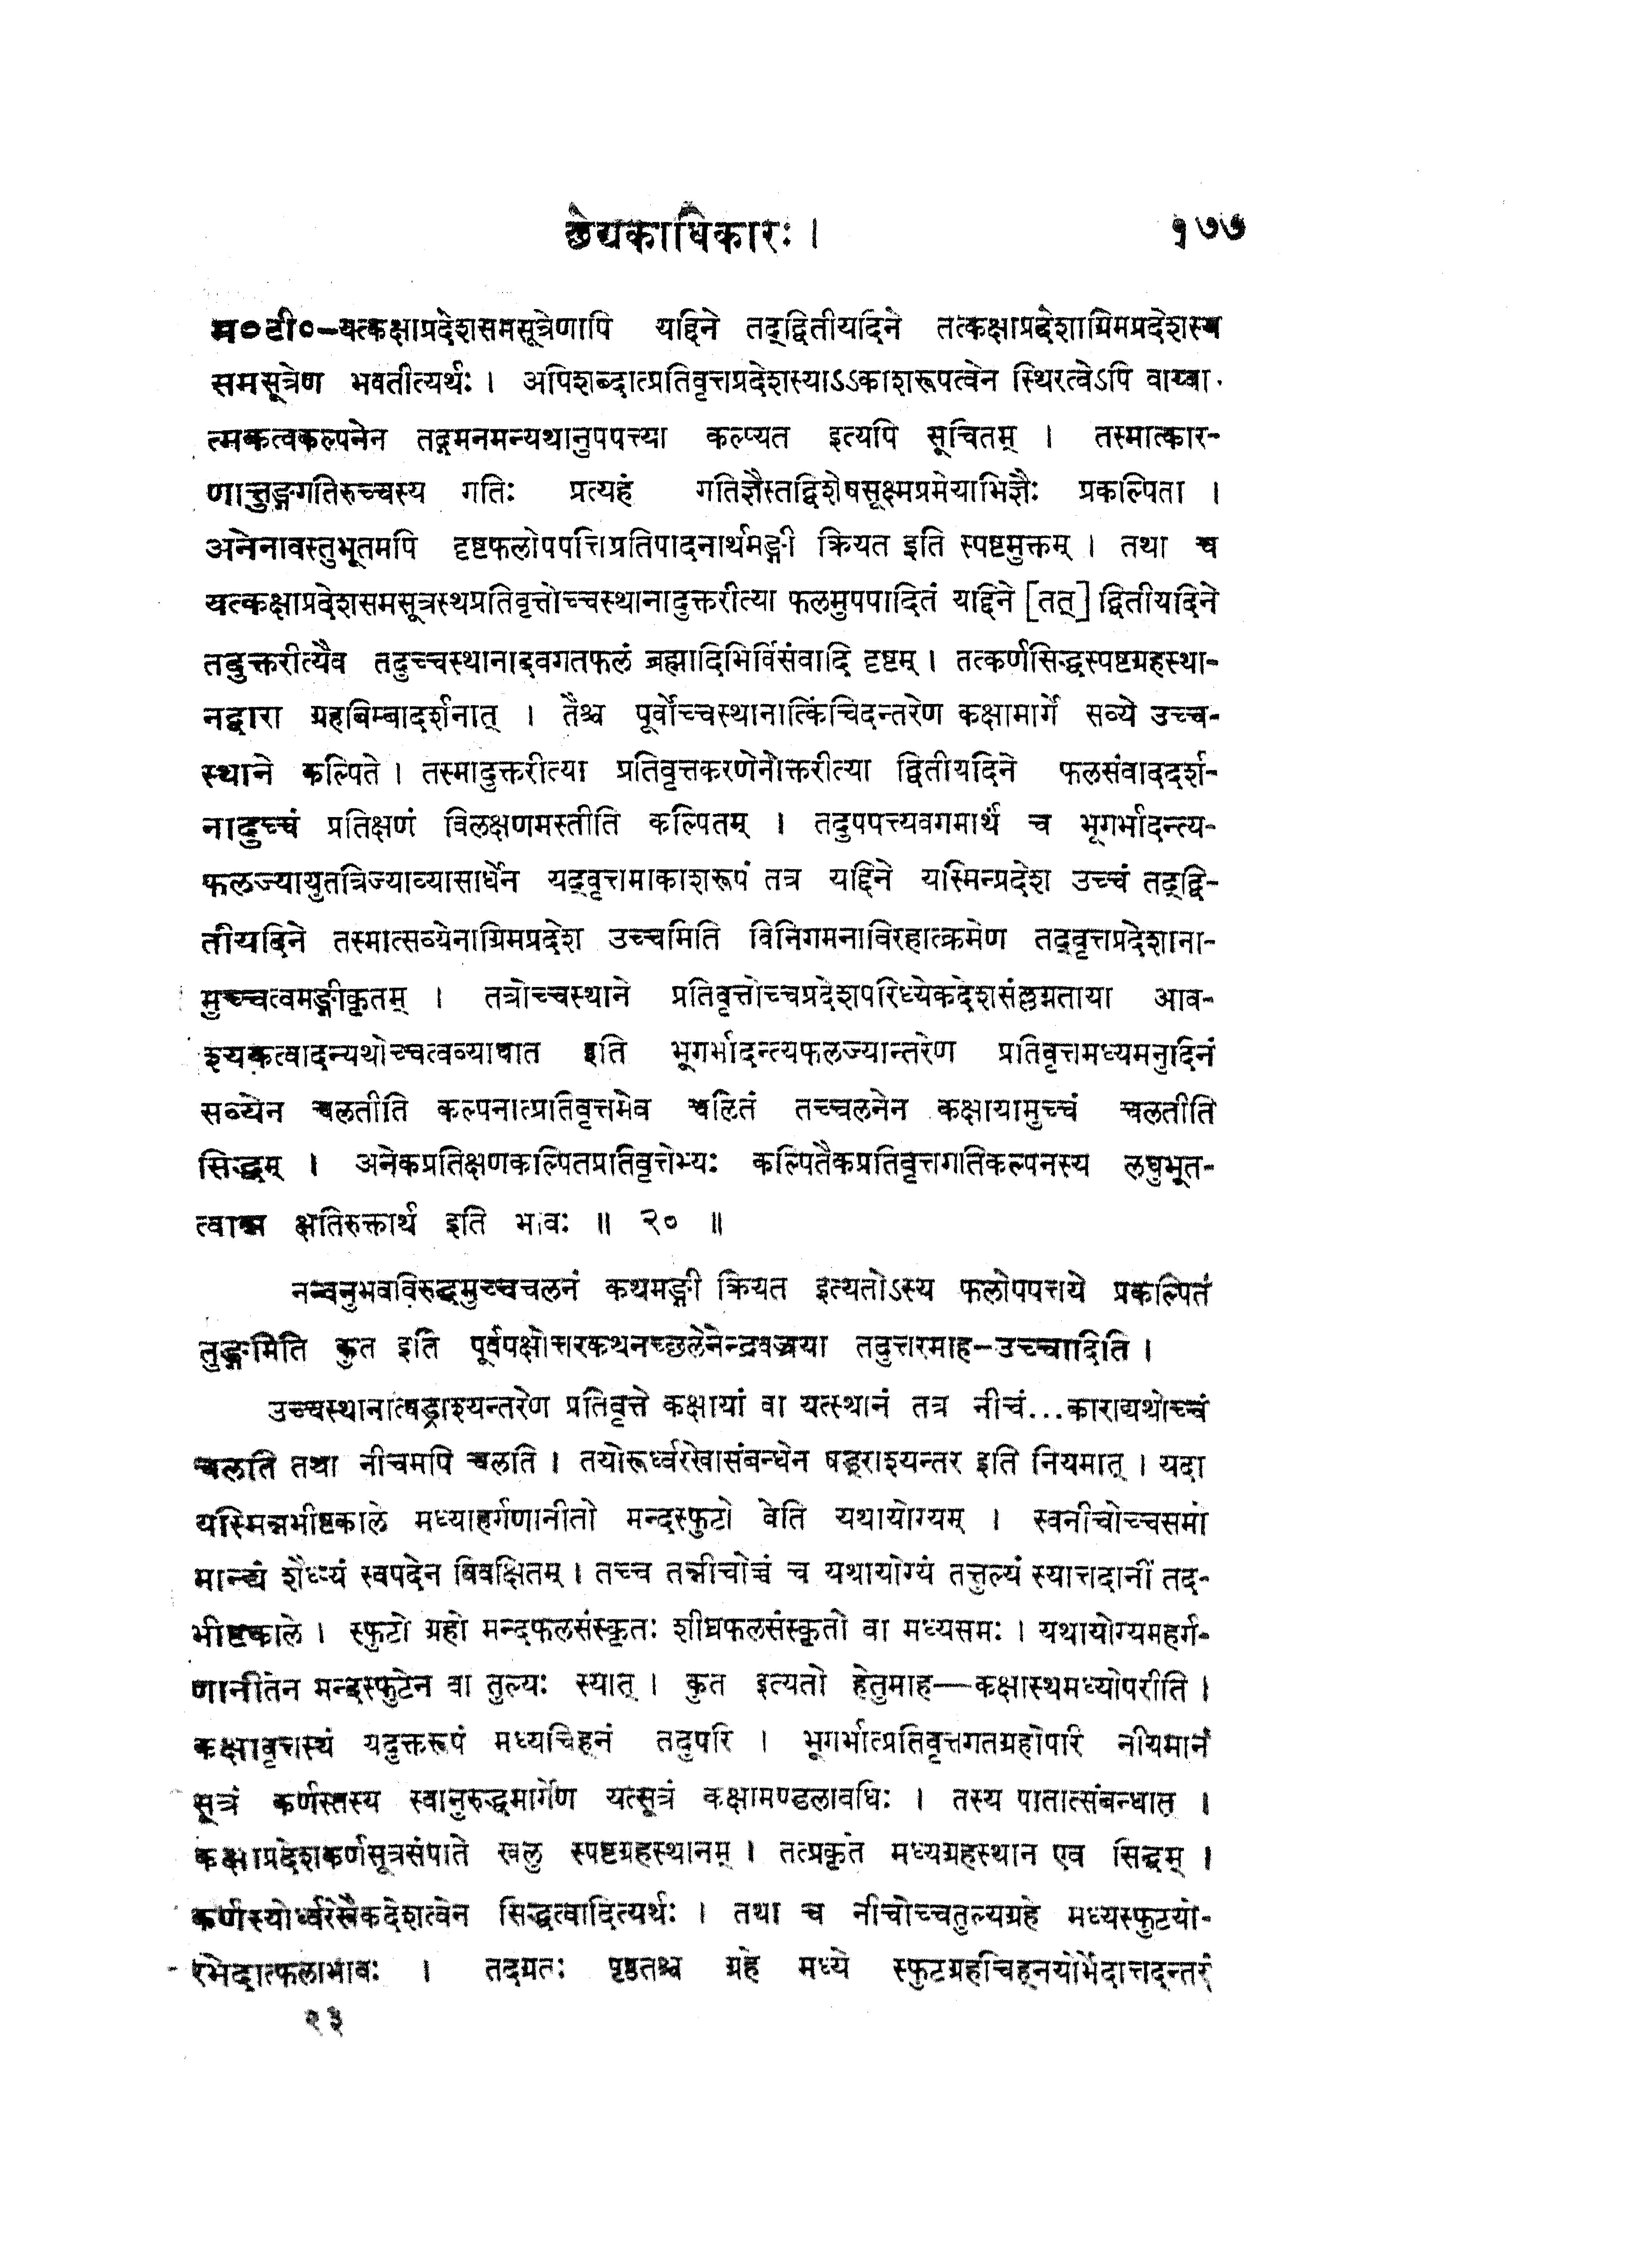 छेद्यकाधिकारः ।
१७७
म०टी०-यत्कक्षाप्रदेशसमसूत्रेणापि यद्दिने तद्द्वितीयदिने तत्कक्षाप्रदेशाग्रिमप्रदेशस्य
समसूत्रेण भवतीत्यर्थः । अपिशब्दात्प्रतिवृत्तप्रदेशस्याऽऽकाशरूपत्वेन स्थिरत्वेऽपि वाय्वा-
त्मकत्वकल्पनेन तद्गमनमन्यथानुपपत्त्या कल्प्यत इत्यपि सूचितम् । तस्मात्कार-
णात्तुङ्गगतिरुच्चस्य गतिः प्रत्यहं गतिज्ञैस्तद्विशेषसूक्ष्मप्रमेयाभिज्ञैः प्रकल्पिता ।
अनेनावस्तुभूतमपि दृष्टफलोपपत्तिप्रतिपादनार्थमङ्गी क्रियत इति स्पष्टमुक्तम् । तथा च
यत्कक्षाप्रदेशसमसूत्रस्थप्रतिवृत्तोच्चस्थानादुक्तरीत्या फलमुपपादितं यद्दिने [तत्] द्वितीयदिने
तदुक्तरीत्यैव तदुच्चस्थानादवगतफलं ब्रह्मादिभिर्विसंवादि दृष्टम् । तत्कर्णसिद्धस्पष्टग्रहस्था-
नद्वारा ग्रहबिम्बादर्शनात् । तैश्च पूर्वोच्चस्थानात्किंचिदन्तरेण कक्षामार्गे सव्ये उच्च-
स्थाने कल्पिते । तस्मादुक्तरीत्या प्रतिवृत्तकरणेनोक्तरीत्या द्वितीयदिने फलसंवाददर्श-
नादुच्चं प्रतिक्षणं विलक्षणमस्तीति कल्पितम् । तदुपपत्त्यवगमार्थं च भूगर्भादन्त्य-
फलज्यायुतत्रिज्याव्यासार्धेन यद्वृत्तमाकाशरूपं तत्र यद्दिने यस्मिन्प्रदेश उच्चं तद्द्वि-
तीयदिने तस्मात्सव्येनाग्रिमप्रदेश उच्चमिति विनिगमनाविरहात्क्रमेण तद्वृत्तप्रदेशाना-
मुच्चत्वमङ्गीकृतम् । तत्रोच्चस्थाने प्रतिवृत्तोच्चप्रदेशपरिध्येकदेशसंलग्नताया आव-
श्यकत्वादन्यथोच्चत्वव्याघात इति भूगर्भादन्त्यफलज्यान्तरेण प्रतिवृत्तमध्यमनुदिनं
सव्येन चलतीति कल्पनात्प्रतिवृत्तमेव चलितं तच्चलनेन कक्षायामुच्चं चलतीति
सिद्धम् । अनेकप्रतिक्षणकल्पितप्रतिवृत्तेभ्यः कल्पितैकप्रतिवृत्तगतिकल्पनस्य लघुभूत-
त्वान्न क्षतिरुक्तार्थ इति भावः ॥ २० ॥
नन्वनुभवविरुद्धमुच्चचलनं कथमङ्गी क्रियत इत्यतोऽस्य फलोपपत्तये प्रकल्पितं
तुङ्गमिति कुत इति पूर्वपक्षोत्तरकथनच्छलेनेन्द्रवज्रया तदुत्तरमाह-उच्चादिति ।
उच्चस्थानात्षड्राश्यन्तरेण प्रतिवृत्ते कक्षायां वा यत्स्थानं तत्र नीचं...काराद्यथोच्चं
चलति तथा नीचमपि चलति । तयोरूर्ध्वरेखासंबन्धेन षड्राश्यन्तर इति नियमात् । यदा
यस्मिन्नभीष्टकाले मध्याहर्गणानीतो मन्दस्फुटो वेति यथायोग्यम् । स्वनीचोच्चसमो
मान्द्यं शैघ्र्यं स्वपदेन विवक्षितम् । तच्च तन्नीचोच्चं च यथायोग्यं तत्तुल्यं स्यात्तदानीं तद-
भीष्टकाले । स्फुटो ग्रहो मन्दफलसंस्कृतः शीघ्रफलसंस्कृतो वा मध्यसमः । यथायोग्यमहर्ग-
णानीतेन मन्दस्फुटेन वा तुल्यः स्यात् । कुत इत्यतो हेतुमाह—कक्षास्थमध्योपरीति ।
कक्षावृत्तस्थं यदुक्तरूपं मध्यचिह्नं तदुपरि । भूगर्भात्प्रतिवृत्तगतग्रहोपरि नीयमानं
सूत्रं कर्णस्तस्य स्वानुरुद्धमार्गेण यत्सूत्रं कक्षामण्डलावधिः । तस्य पातात्संबन्धात् ।
कक्षाप्रदेशकर्णसूत्रसंपाते खलु स्पष्टग्रहस्थानम् । तत्प्रकृते मध्यग्रहस्थान एव सिद्धम् ।
कर्णस्योर्ध्वरेखैकदेशत्वेन सिद्धत्वादित्यर्थः । तथा च नीचोच्चतुल्यग्रहे मध्यस्फुटयो-
रभेदात्फलाभावः । तदग्रतः पृष्ठतश्च ग्रहे मध्ये स्फुटग्रहचिह्नयोर्भेदात्तदन्तरं
२३